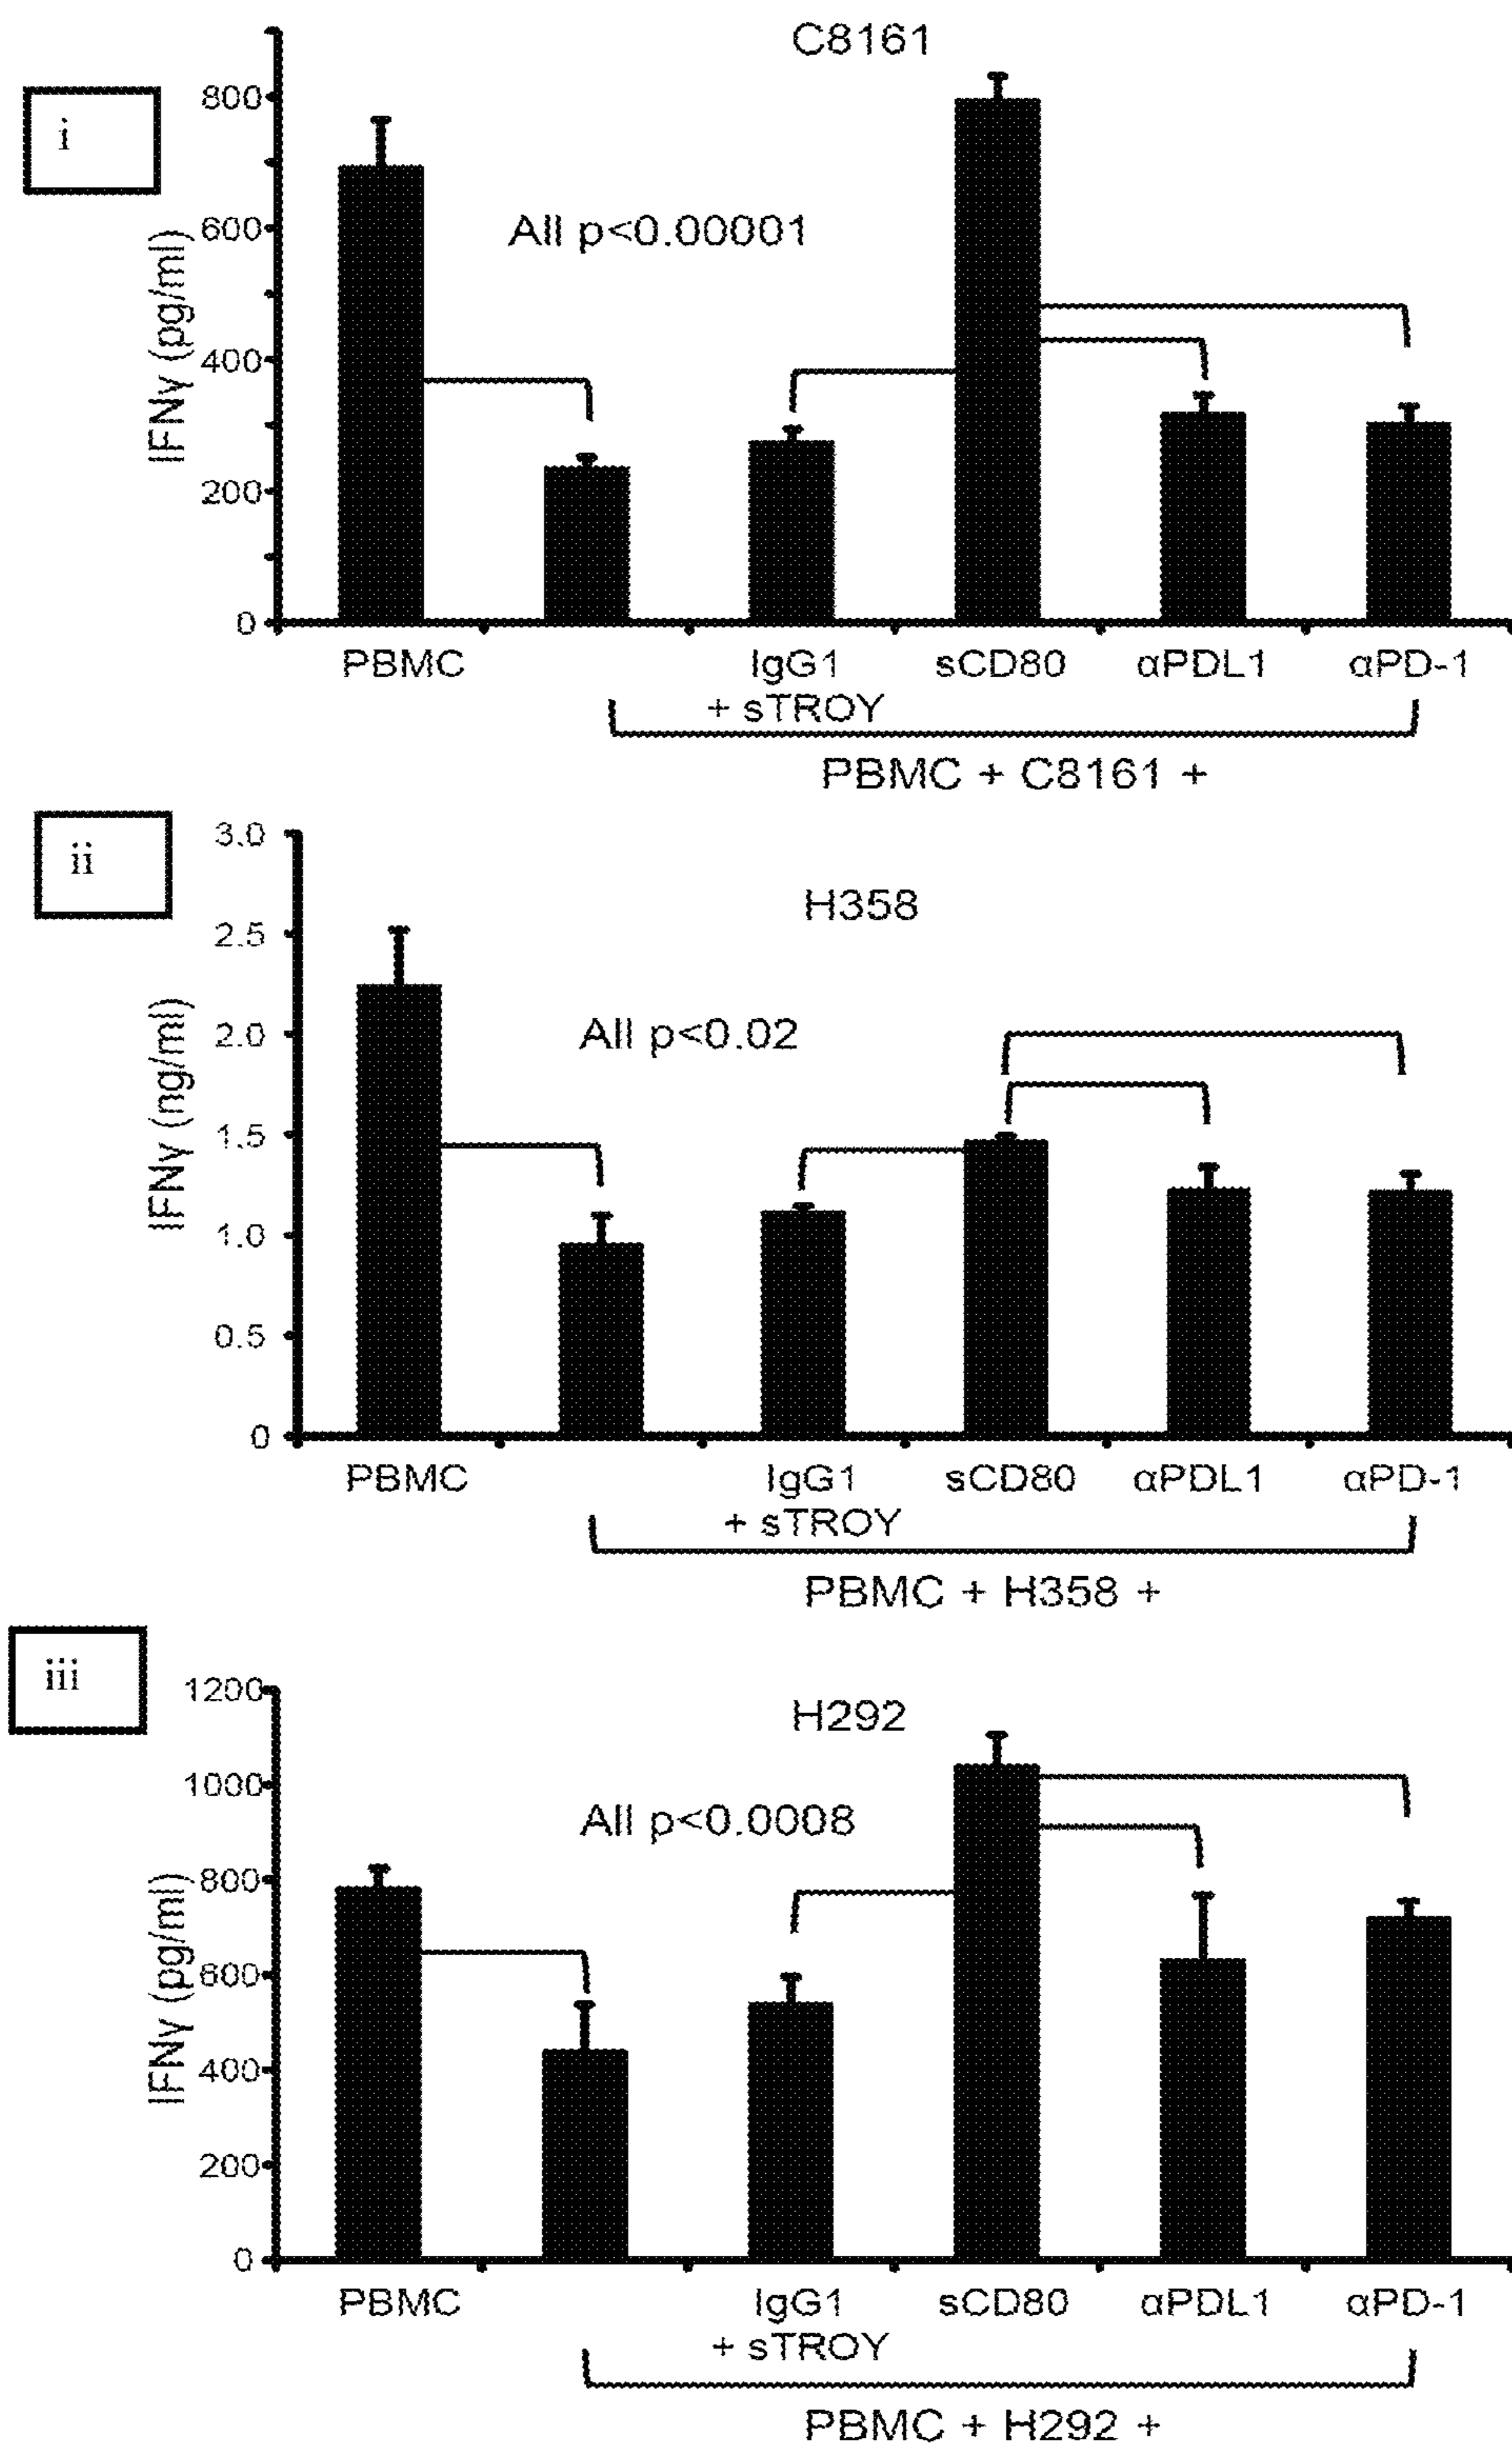 C8161
i
800
600
400
200
0
IFNγ (pg/ml)
All p<0.00001
PBMC IgG1 sCD80 αPDL1 αPD-1
+ sTROY
PBMC + C8161 +
ii
3.0
2.5
2.0
1.5
1.0
0.5
0
IFNγ (ng/ml)
H358
All p<0.02
PBMC IgG1 sCD80 αPDL1 αPD-1
+ sTROY
PBMC + H358 +
iii
1200
1000
800
600
400
200
0
IFNγ (pg/ml)
H292
All p<0.0008
PBMC IgG1 sCD80 αPDL1 αPD-1
+ sTROY
PBMC + H292 +